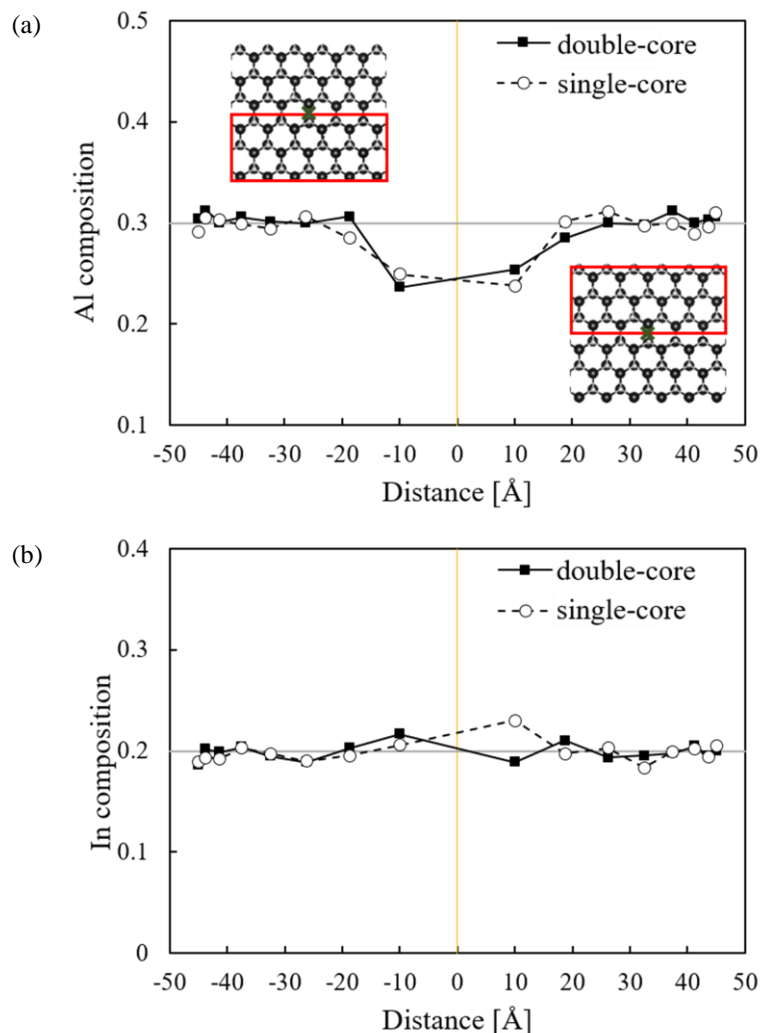 (a)
0.5
0.4
0.3
0.2
0.1
Al composition
double-core
single-core
-50 -40 -30 -20 -10 0 10 20 30 40 50
Distance [Å]
(b)
0.4
0.3
0.2
0.1
0
In composition
double-core
single-core
-50 -40 -30 -20 -10 0 10 20 30 40 50
Distance [Å]